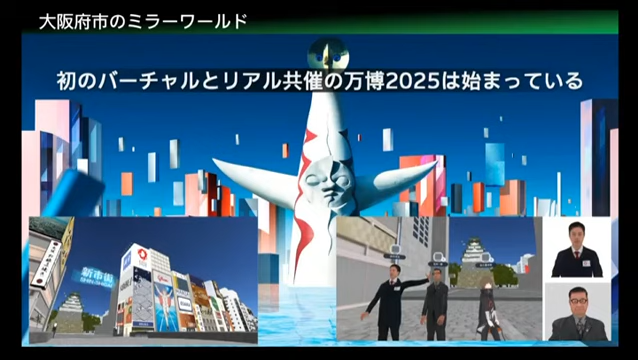 大阪府市のミラーワールド
初のバーチャルとリアル共催の万博2025は始まっている
新市街